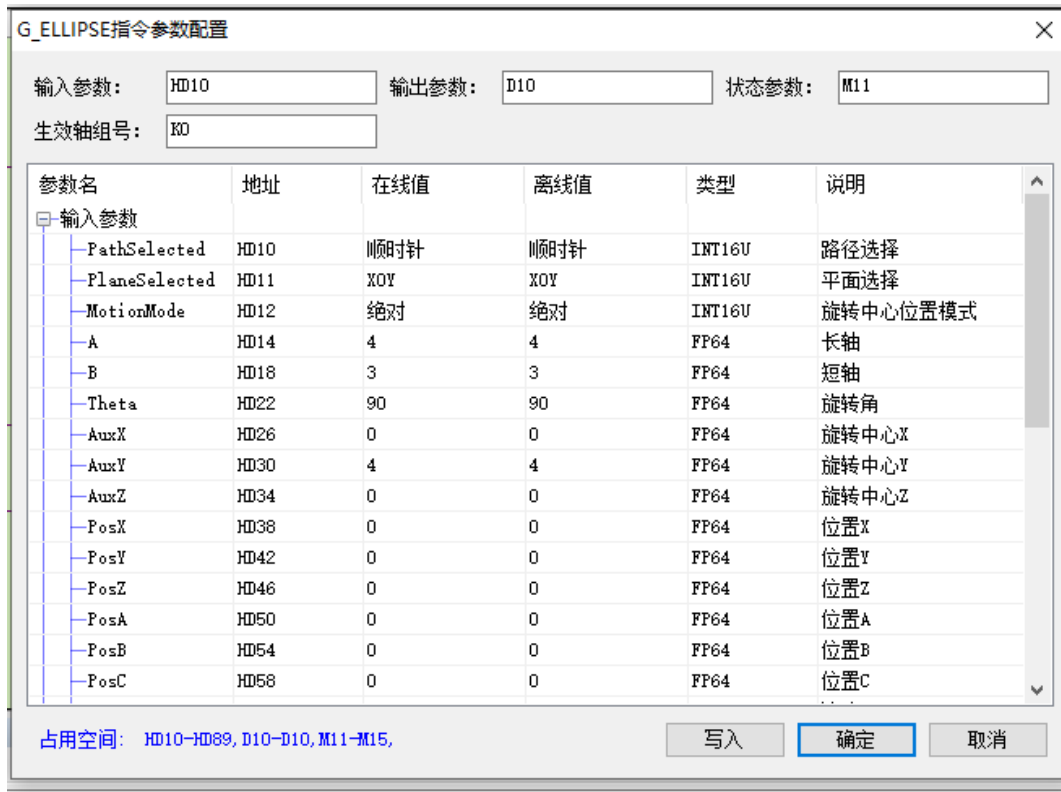 G_ELLIPSE指令参数配置
输入参数: HD10 输出参数: D10 状态参数: M11
生效轴组号: K0
参数名 地址 在线值 离线值 类型 说明
输入参数
PathSelected HD10 顺时针 顺时针 INT16U 路径选择
PlaneSelected HD11 XOY XOY INT16U 平面选择
MotionMode HD12 绝对 绝对 INT16U 旋转中心位置模式
A HD14 4 4 FP64 长轴
B HD18 3 3 FP64 短轴
Theta HD22 90 90 FP64 旋转角
AuxX HD26 0 0 FP64 旋转中心X
AuxY HD30 4 4 FP64 旋转中心Y
AuxZ HD34 0 0 FP64 旋转中心Z
PosX HD38 0 0 FP64 位置X
PosY HD42 0 0 FP64 位置Y
PosZ HD46 0 0 FP64 位置Z
PosA HD50 0 0 FP64 位置A
PosB HD54 0 0 FP64 位置B
PosC HD58 0 0 FP64 位置C
占用空间: HD10-HD89,D10-D10,M11-M15, 写入 确定 取消